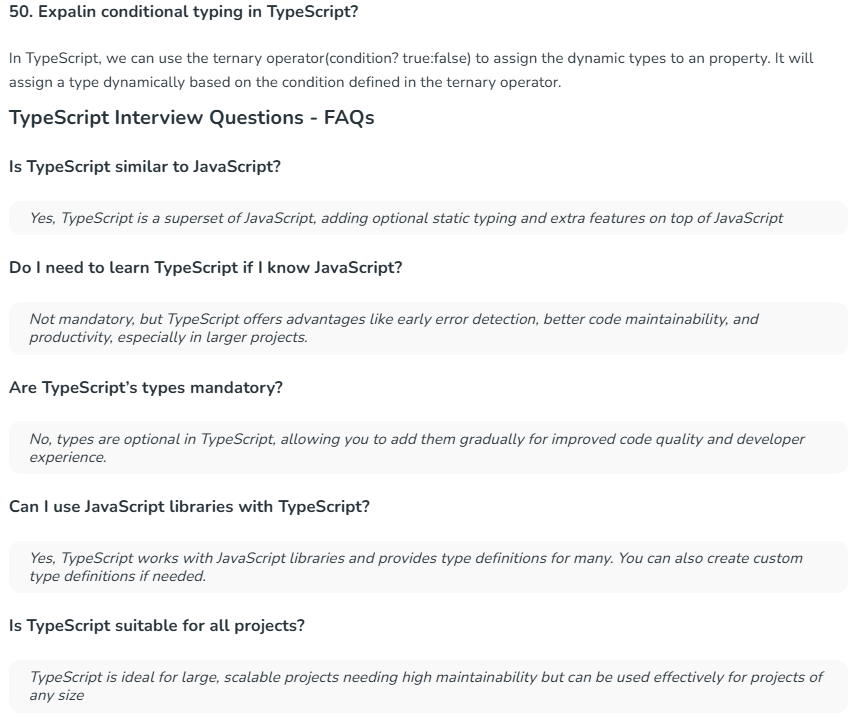 50. Expalin conditional typing in TypeScript?
In TypeScript, we can use the ternary operator(condition? true:false) to assign the dynamic types to an property. It will
assign a type dynamically based on the condition defined in the ternary operator.
TypeScript Interview Questions - FAQs
Is TypeScript similar to JavaScript?
Yes, TypeScript is a superset of JavaScript, adding optional static typing and extra features on top of JavaScript
Do I need to learn TypeScript if I know JavaScript?
Not mandatory, but TypeScript offers advantages like early error detection, better code maintainability, and
productivity, especially in larger projects.
Are TypeScript’s types mandatory?
No, types are optional in TypeScript, allowing you to add them gradually for improved code quality and developer
experience.
Can I use JavaScript libraries with TypeScript?
Yes, TypeScript works with JavaScript libraries and provides type definitions for many. You can also create custom
type definitions if needed.
Is TypeScript suitable for all projects?
TypeScript is ideal for large, scalable projects needing high maintainability but can be used effectively for projects of
any size